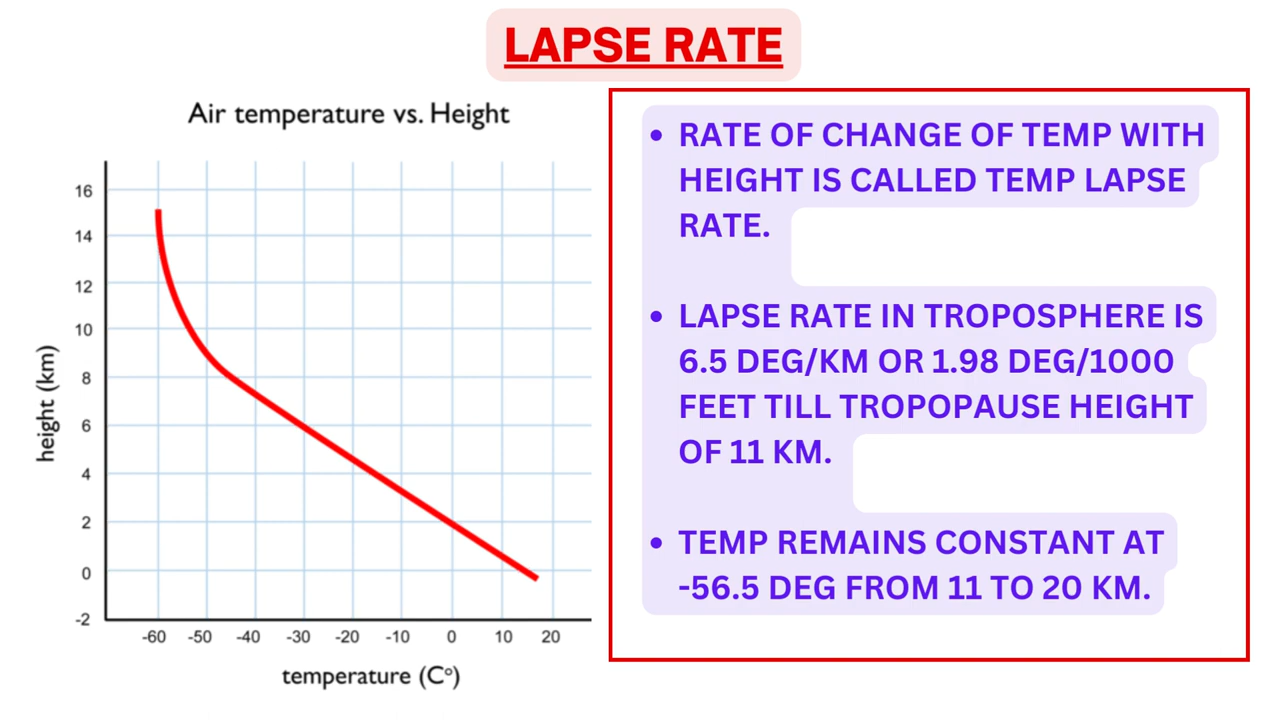 LAPSE RATE
Air temperature vs. Height
16
14
12
10
8
6
4
2
0
-2
height (km)
-60 -50 -40 -30 -20 -10 0 10 20
temperature (C°)
• RATE OF CHANGE OF TEMP WITH
HEIGHT IS CALLED TEMP LAPSE
RATE.
• LAPSE RATE IN TROPOSPHERE IS
6.5 DEG/KM OR 1.98 DEG/1000
FEET TILL TROPOPAUSE HEIGHT
OF 11 KM.
• TEMP REMAINS CONSTANT AT
-56.5 DEG FROM 11 TO 20 KM.